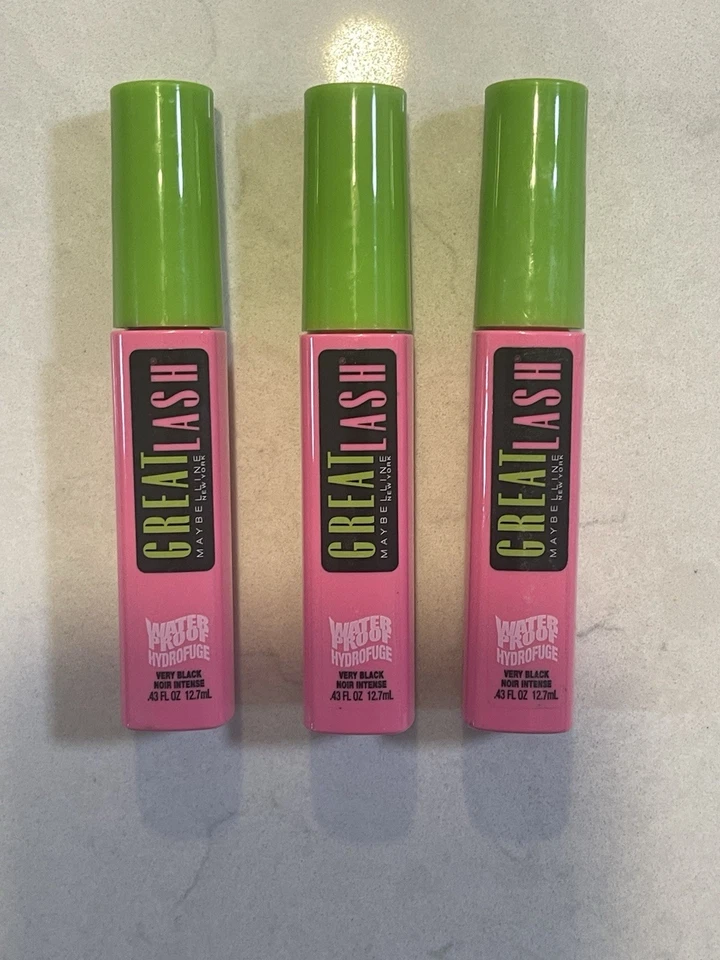 GREAT LASH®
MAYBELLINE
NEW YORK
WATER
PROOF
HYDROFUGE
VERY BLACK
NOIR INTENSE
.43 FL OZ 12.7mL
GREAT LASH®
MAYBELLINE
NEW YORK
WATER
PROOF
HYDROFUGE
VERY BLACK
NOIR INTENSE
.43 FL OZ 12.7mL
GREAT LASH®
MAYBELLINE
NEW YORK
WATER
PROOF
HYDROFUGE
VERY BLACK
NOIR INTENSE
.43 FL OZ 12.7mL